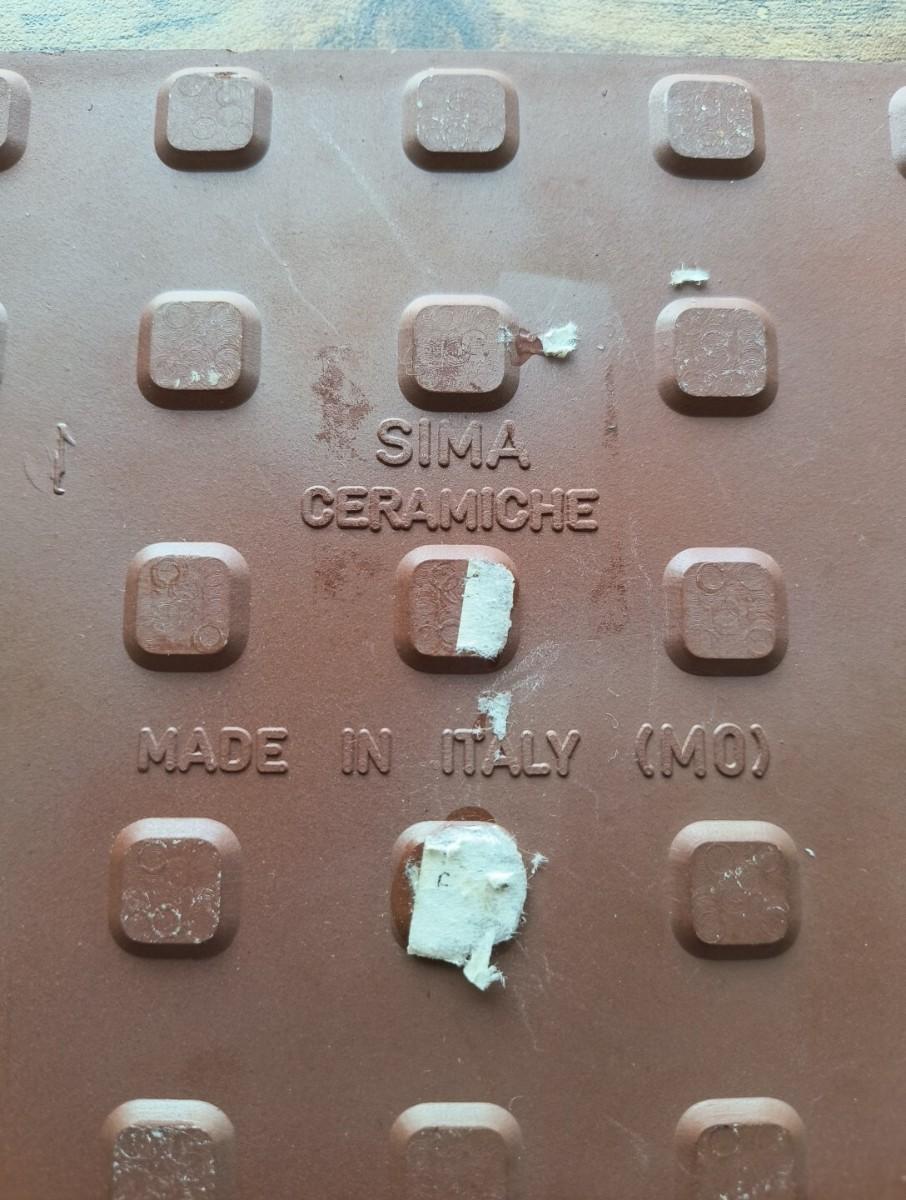 SIMA
CERAMICHE
MADE IN ITALY (MO)